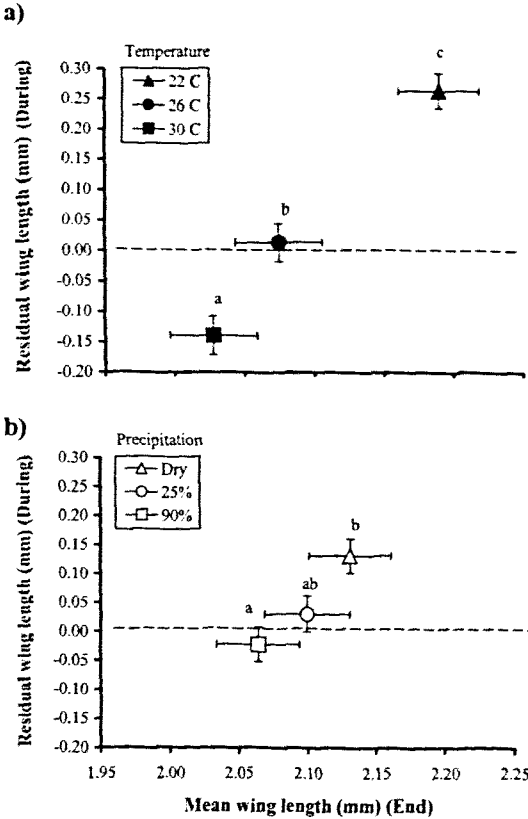 a)
Temperature
22 C
26 C
30 C
Residual wing length (mm) (During)
0.30
0.25
0.20
0.15
0.10
0.05
0.00
-0.05
-0.10
-0.15
-0.20
c
b
a
b)
Precipitation
Dry
25%
90%
Residual wing length (mm) (During)
0.30
0.25
0.20
0.15
0.10
0.05
0.00
-0.05
-0.10
-0.15
-0.20
b
ab
a
1.95 2.00 2.05 2.10 2.15 2.20 2.25
Mean wing length (mm) (End)